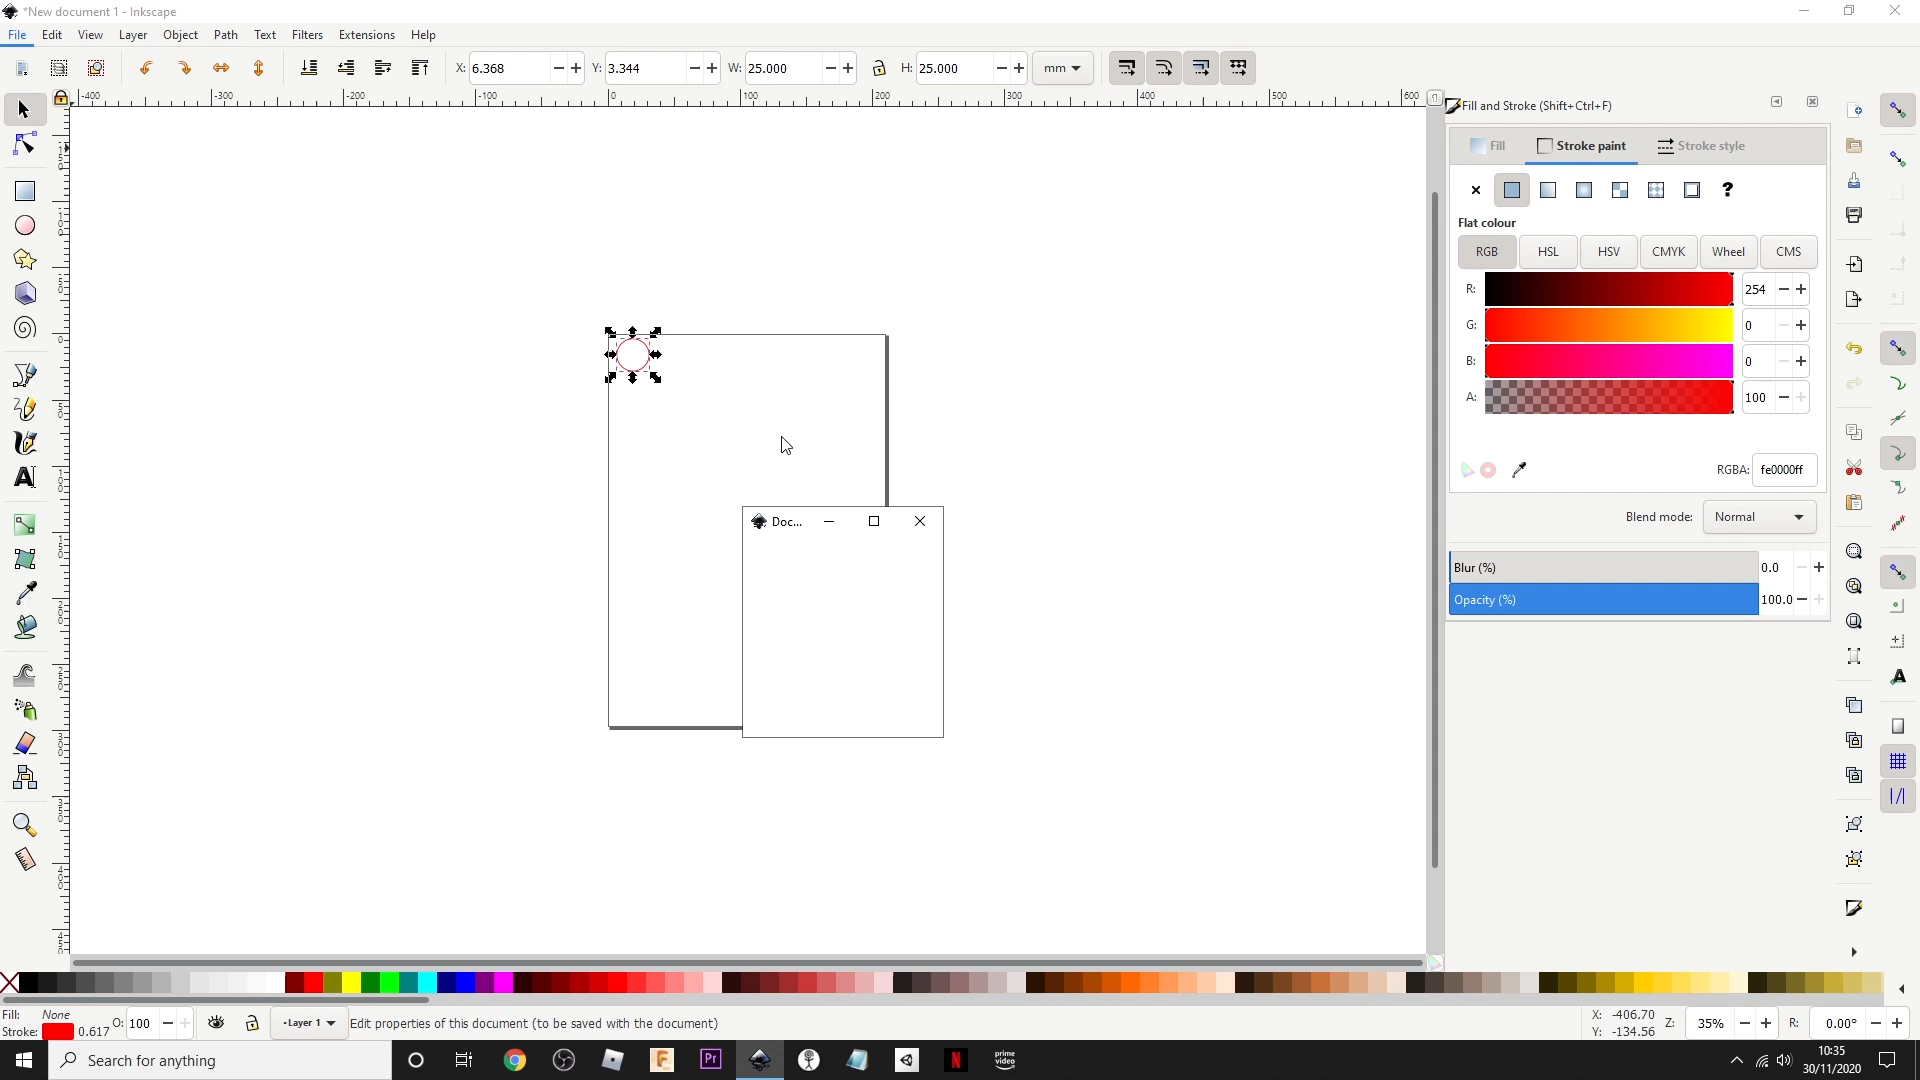 *New document 1 - Inkscape
File Edit View Layer Object Path Text Filters Extensions Help
X: 6.368 Y: 3.344 W: 25.000 H: 25.000 mm
-400 -300 -200 -100 0 100 200 300 400 500 600
Fill and Stroke (Shift+Ctrl+F)
Fill Stroke paint Stroke style
Flat colour
RGB HSL HSV CMYK Wheel CMS
R: 254
G: 0
B: 0
A: 100
RGBA: fe0000ff
Blend mode: Normal
Doc...
Blur (%) 0.0
Opacity (%) 100.0
Fill: None
Stroke: 0.617 O: 100 Layer 1 Edit properties of this document (to be saved with the document)
X: -406.70
Y: -134.56
Z: 35% R: 0.00°
Search for anything
Pr
N
prime video
10:35
30/11/2020